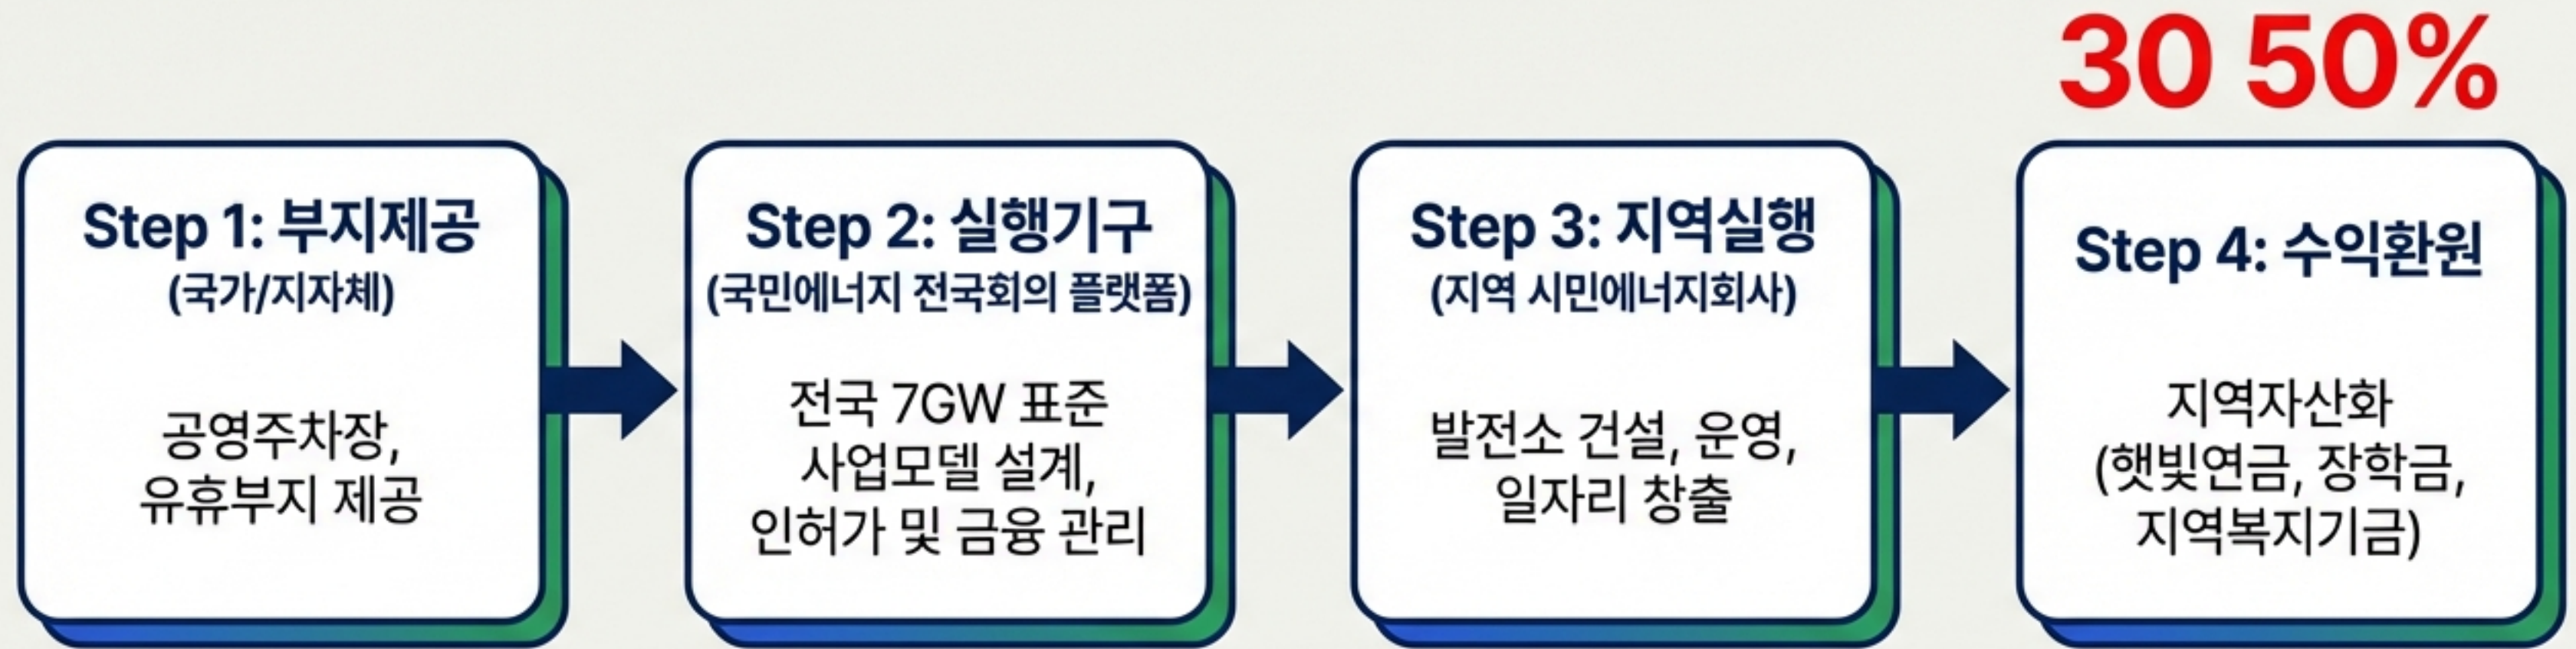 30 50%
Step 1: 부지제공
(국가/지자체)
공영주차장,
유휴부지 제공
Step 2: 실행기구
(국민에너지 전국회의 플랫폼)
전국 7GW 표준
사업모델 설계,
인허가 및 금융 관리
Step 3: 지역실행
(지역 시민에너지회사)
발전소 건설, 운영,
일자리 창출
Step 4: 수익환원
지역자산화
(햇빛연금, 장학금,
지역복지기금)